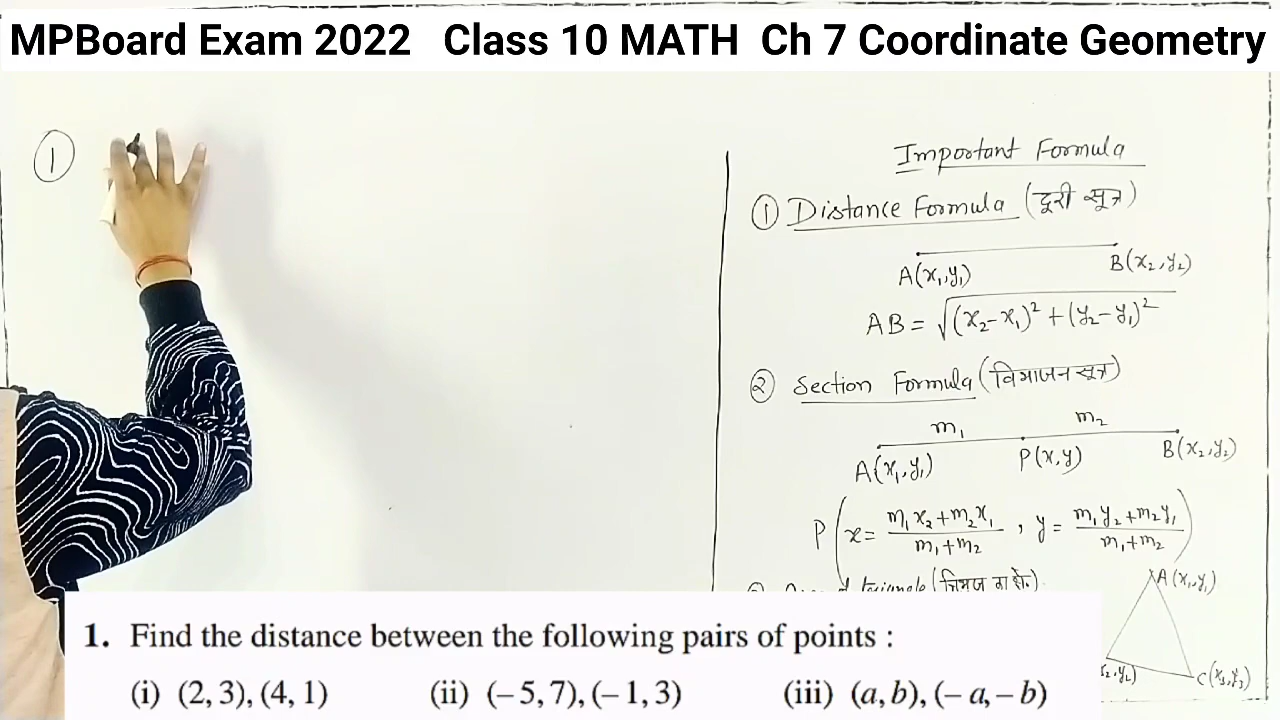 MPBoard Exam 2022 Class 10 MATH Ch 7 Coordinate Geometry
①
Important Formula
① Distance Formula (दूरी सूत्र)
A(x₁,y₁) B(x₂,y₂)
AB = √(x₂-x₁)² + (y₂-y₁)²
② Section Formula (विभाजन सूत्र)
m₁ m₂
A(x₁,y₁) P(x,y) B(x₂,y₂)
P(x = m₁x₂+m₂x₁/m₁+m₂ , y = m₁y₂+m₂y₁/m₁+m₂)
triangle
A(x₁,y₁)
x₂,y₂) C(x₃,y₃)
1. Find the distance between the following pairs of points :
(i) (2, 3), (4, 1) (ii) (– 5, 7), (– 1, 3) (iii) (a, b), (– a, – b)